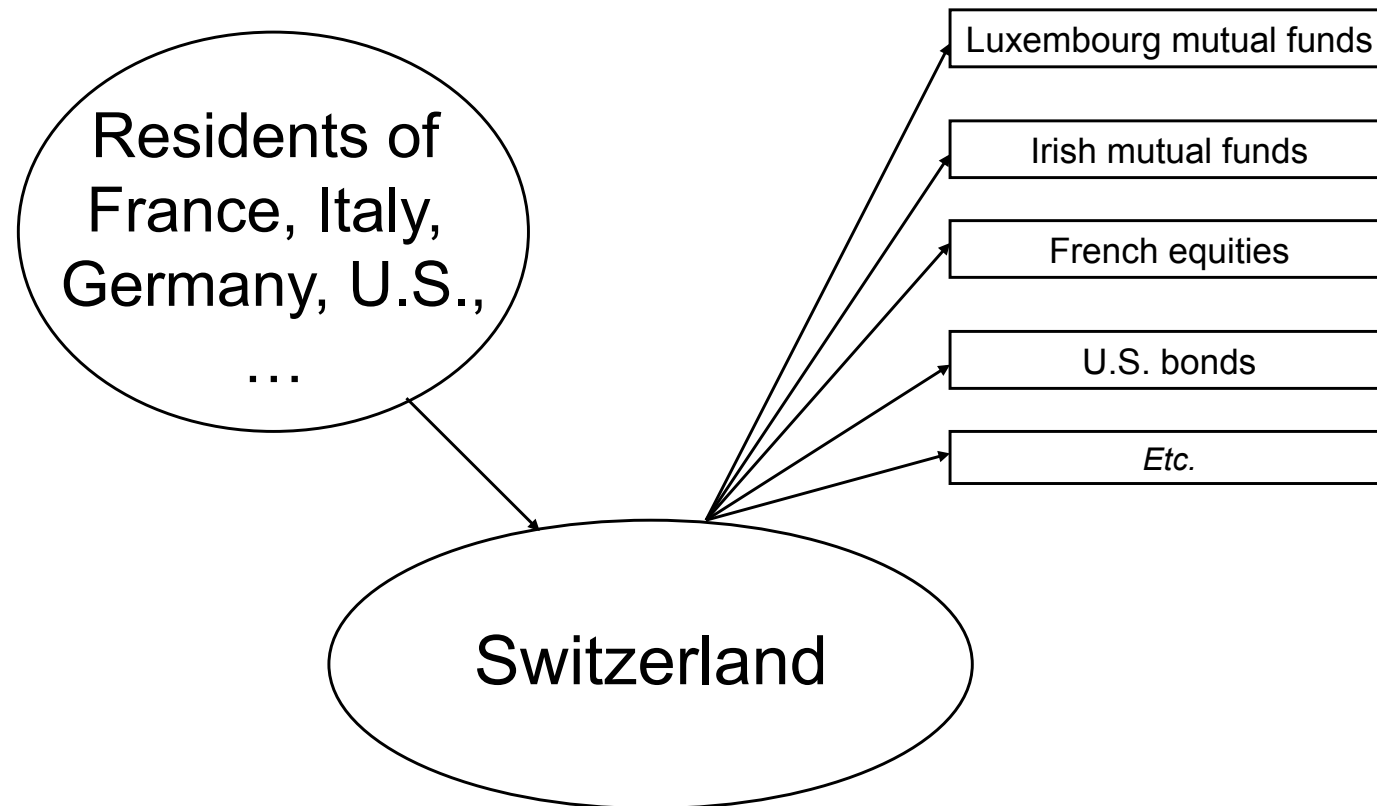 Residents of
France, Italy,
Germany, U.S.,
…
Luxembourg mutual funds
Irish mutual funds
French equities
U.S. bonds
Etc.
Switzerland